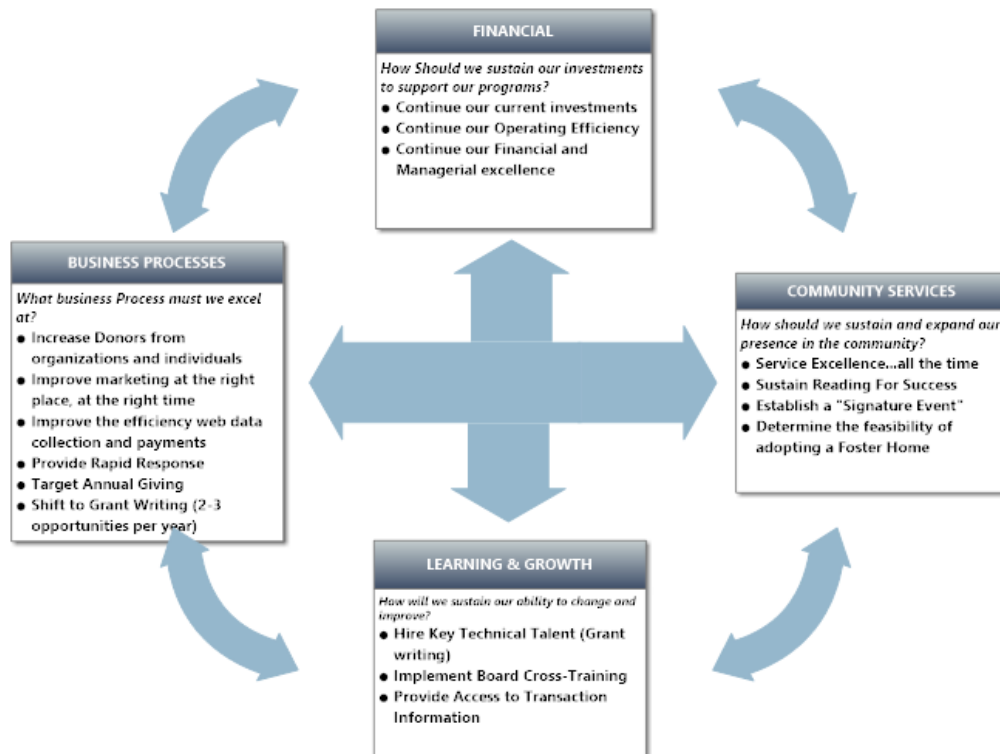 FINANCIAL
How Should we sustain our investments
to support our programs?
● Continue our current investments
● Continue our Operating Efficiency
● Continue our Financial and
Managerial excellence
BUSINESS PROCESSES
What business Process must we excel
at?
● Increase Donors from
organizations and individuals
● Improve marketing at the right
place, at the right time
● Improve the efficiency web data
collection and payments
● Provide Rapid Response
● Target Annual Giving
● Shift to Grant Writing (2-3
opportunities per year)
COMMUNITY SERVICES
How should we sustain and expand our
presence in the community?
● Service Excellence...all the time
● Sustain Reading For Success
● Establish a "Signature Event"
● Determine the feasibility of
adopting a Foster Home
LEARNING & GROWTH
How will we sustain our ability to change and
improve?
● Hire Key Technical Talent (Grant
writing)
● Implement Board Cross-Training
● Provide Access to Transaction
Information